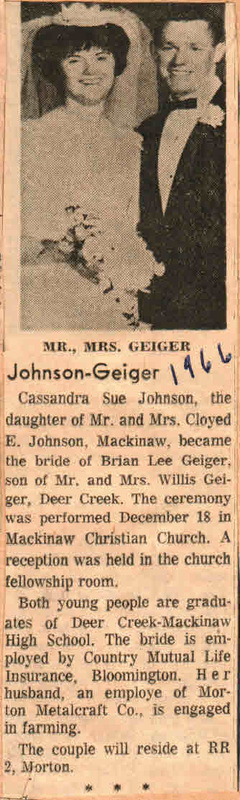 MR., MRS. GEIGER
Johnson-Geiger 1966
Cassandra Sue Johnson, the
daughter of Mr. and Mrs. Cloyed
E. Johnson, Mackinaw, became
the bride of Brian Lee Geiger,
son of Mr. and Mrs. Willis Gei-
ger, Deer Creek. The ceremony
was performed December 18 in
Mackinaw Christian Church. A
reception was held in the church
fellowship room.
Both young people are gradu-
ates of Deer Creek-Mackinaw
High School. The bride is em-
ployed by Country Mutual Life
Insurance, Bloomington. Her
husband, an employe of Mor-
ton Metalcraft Co., is engaged
in farming.
The couple will reside at RR
2, Morton.
* * *